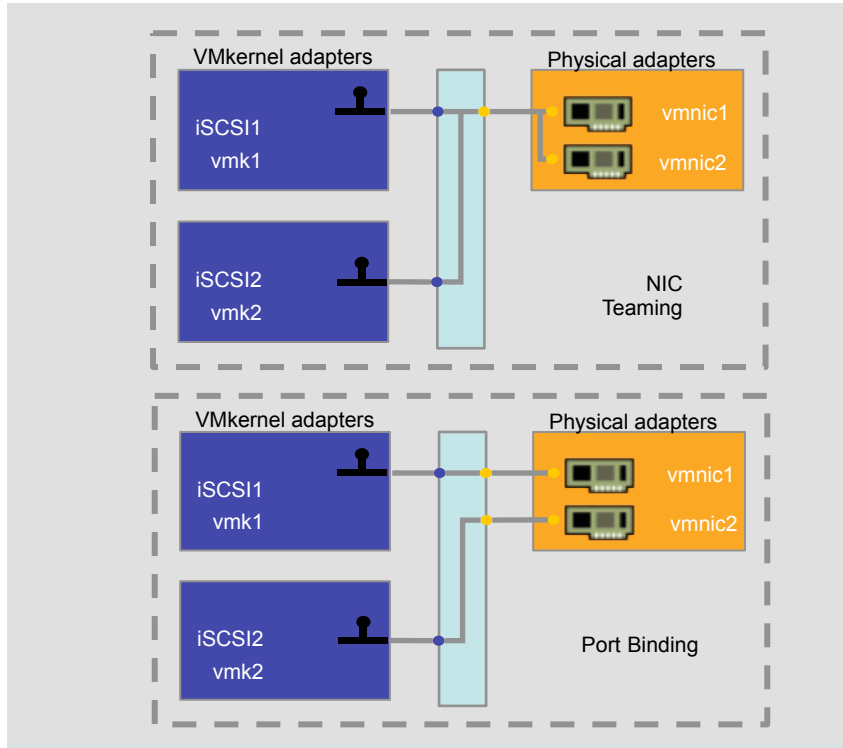 VMkernel adapters
Physical adapters
iSCSI1
vmk1
vmnic1
vmnic2
iSCSI2
vmk2
NIC
Teaming
VMkernel adapters
Physical adapters
iSCSI1
vmk1
vmnic1
vmnic2
iSCSI2
vmk2
Port Binding